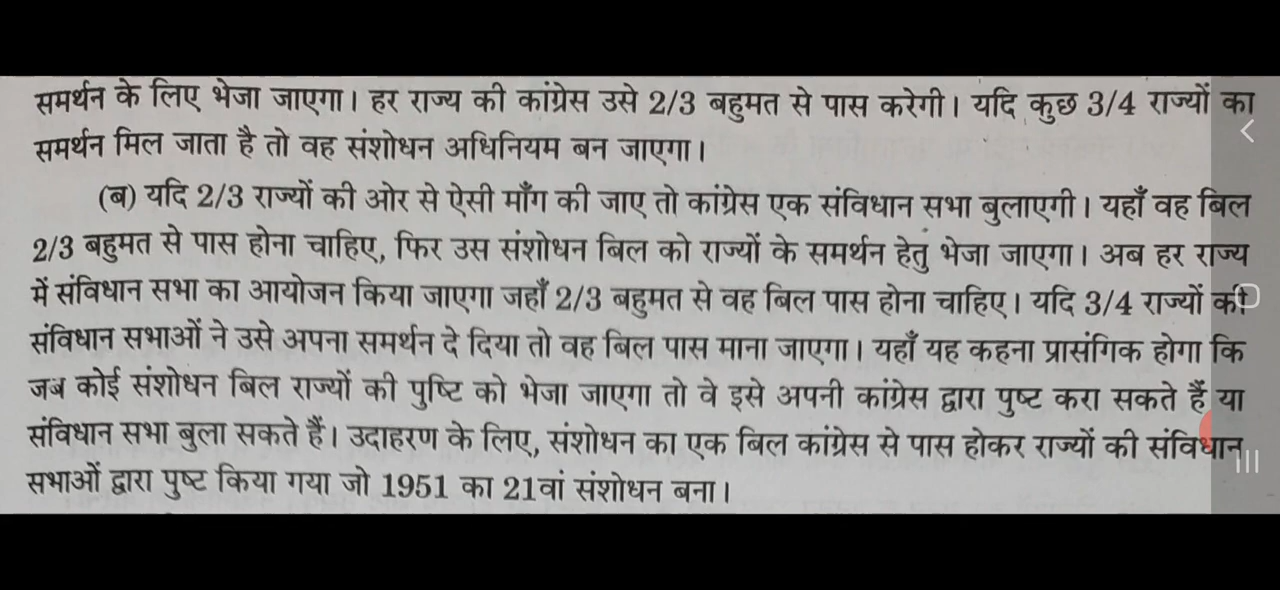 समर्थन के लिए भेजा जाएगा। हर राज्य की कांग्रेस उसे 2/3 बहुमत से पास करेगी। यदि कुछ 3/4 राज्यों का
समर्थन मिल जाता है तो वह संशोधन अधिनियम बन जाएगा।
(ब) यदि 2/3 राज्यों की ओर से ऐसी माँग की जाए तो कांग्रेस एक संविधान सभा बुलाएगी। यहाँ वह बिल
2/3 बहुमत से पास होना चाहिए, फिर उस संशोधन बिल को राज्यों के समर्थन हेतु भेजा जाएगा। अब हर राज्य
में संविधान सभा का आयोजन किया जाएगा जहाँ 2/3 बहुमत से वह बिल पास होना चाहिए। यदि 3/4 राज्यों की
संविधान सभाओं ने उसे अपना समर्थन दे दिया तो वह बिल पास माना जाएगा। यहाँ यह कहना प्रासंगिक होगा कि
जब कोई संशोधन बिल राज्यों की पुष्टि को भेजा जाएगा तो वे इसे अपनी कांग्रेस द्वारा पुष्ट करा सकते हैं या
संविधान सभा बुला सकते हैं। उदाहरण के लिए, संशोधन का एक बिल कांग्रेस से पास होकर राज्यों की संविधान
सभाओं द्वारा पुष्ट किया गया जो 1951 का 21वां संशोधन बना।